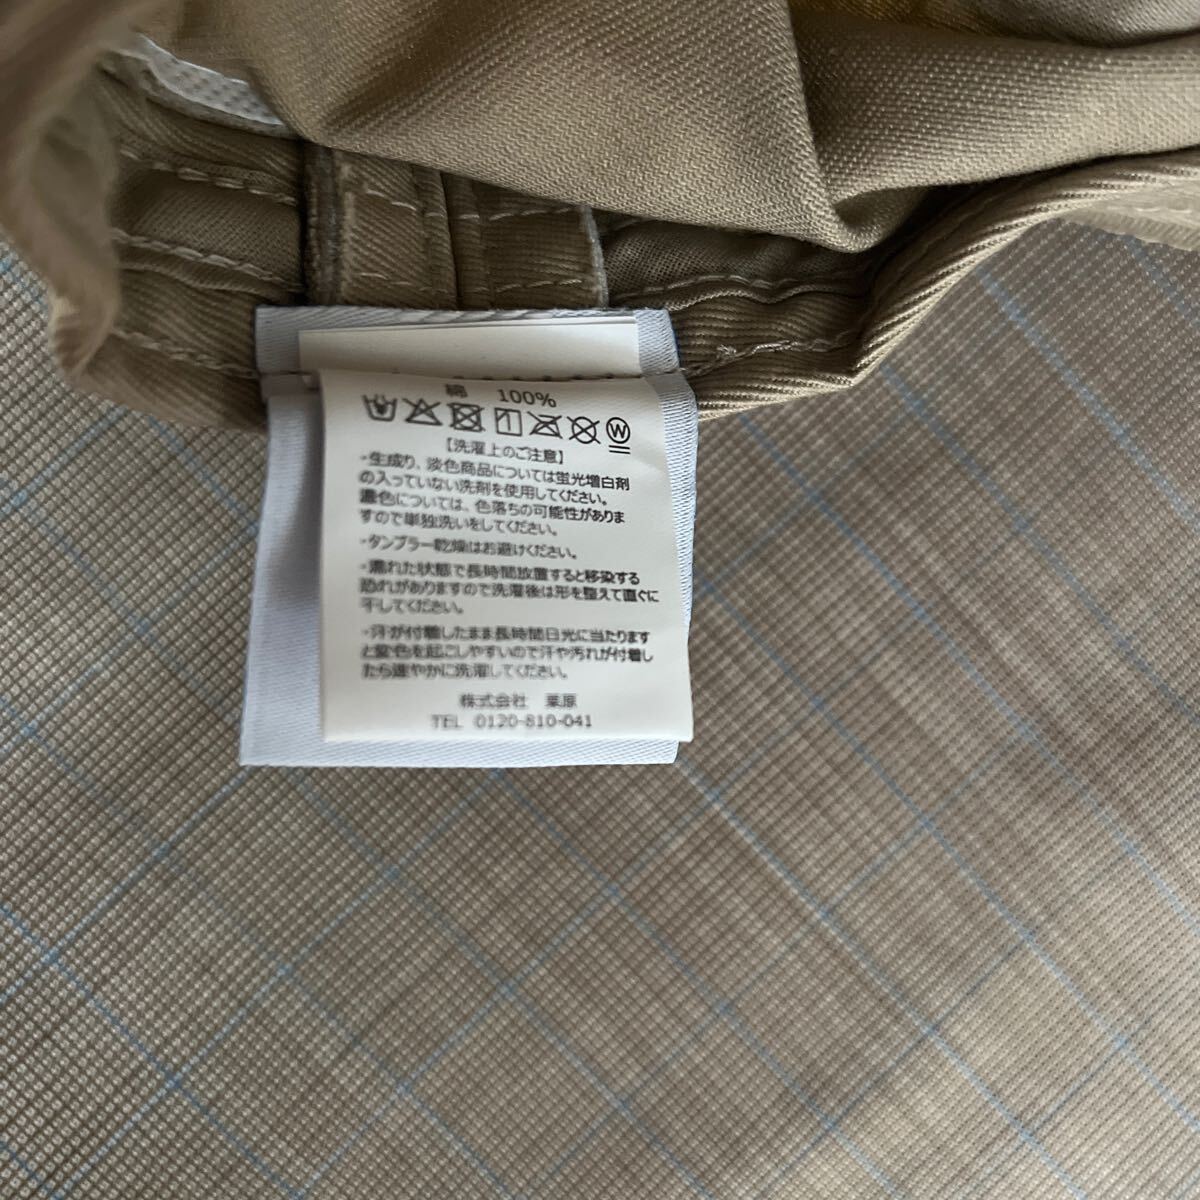 綿 100%
W
【洗濯上のご注意】
・生成り、淡色商品については蛍光増白剤
の入っていない洗剤を使用してください。
濃色については、色落ちの可能性がありま
すので単独洗いをしてください。
・タンブラー乾燥はお避けください。
・濡れた状態で長時間放置すると移染する
恐れがありますので洗濯後は形を整えて直ぐに
干してください。
・汗が付着したまま長時間日光に当たります
と変色を起こしやすいので汗や汚れが付着し
たら速やかに洗濯してください。
株式会社 栗原
TEL 0120-810-041